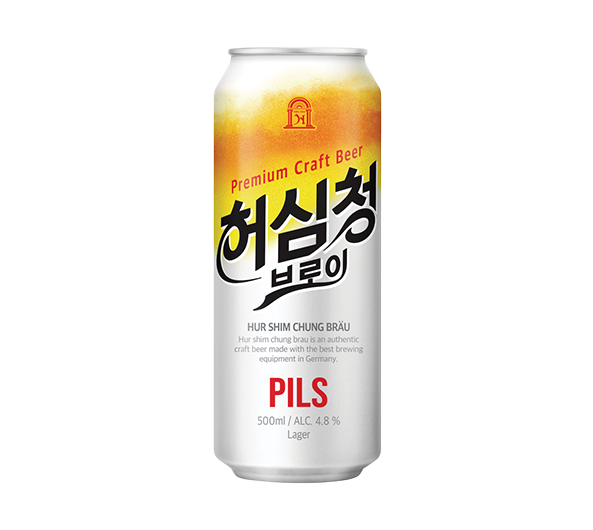 Premium Craft Beer
허심청
브로이
HUR SHIM CHUNG BRÄU
Hur shim chung brau is an authentic
craft beer made with the best brewing
equipment in Germany.
PILS
500ml / ALC. 4.8 %
Lager